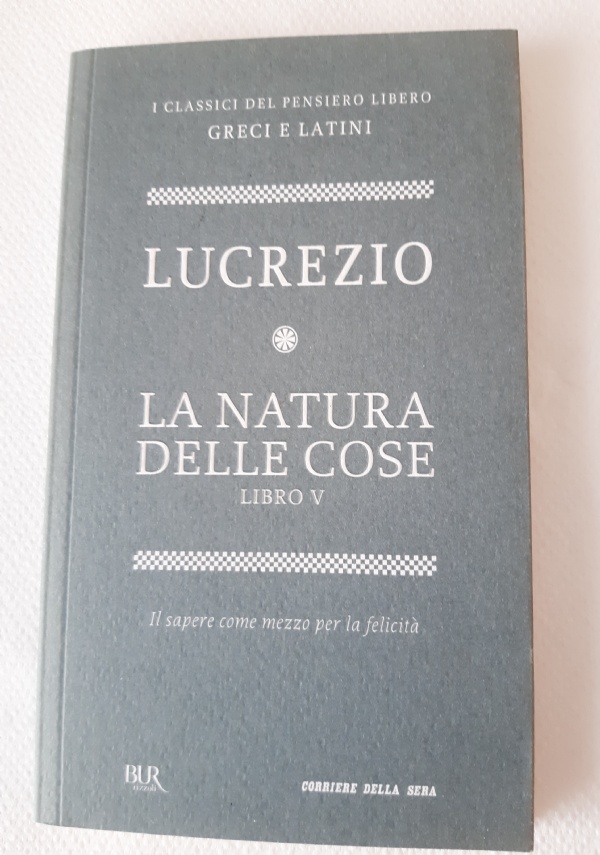 I CLASSICI DEL PENSIERO LIBERO
GRECI E LATINI
LUCREZIO
LA NATURA
DELLE COSE
LIBRO V
Il sapere come mezzo per la felicità
BUR
rizzoli
CORRIERE DELLA SERA